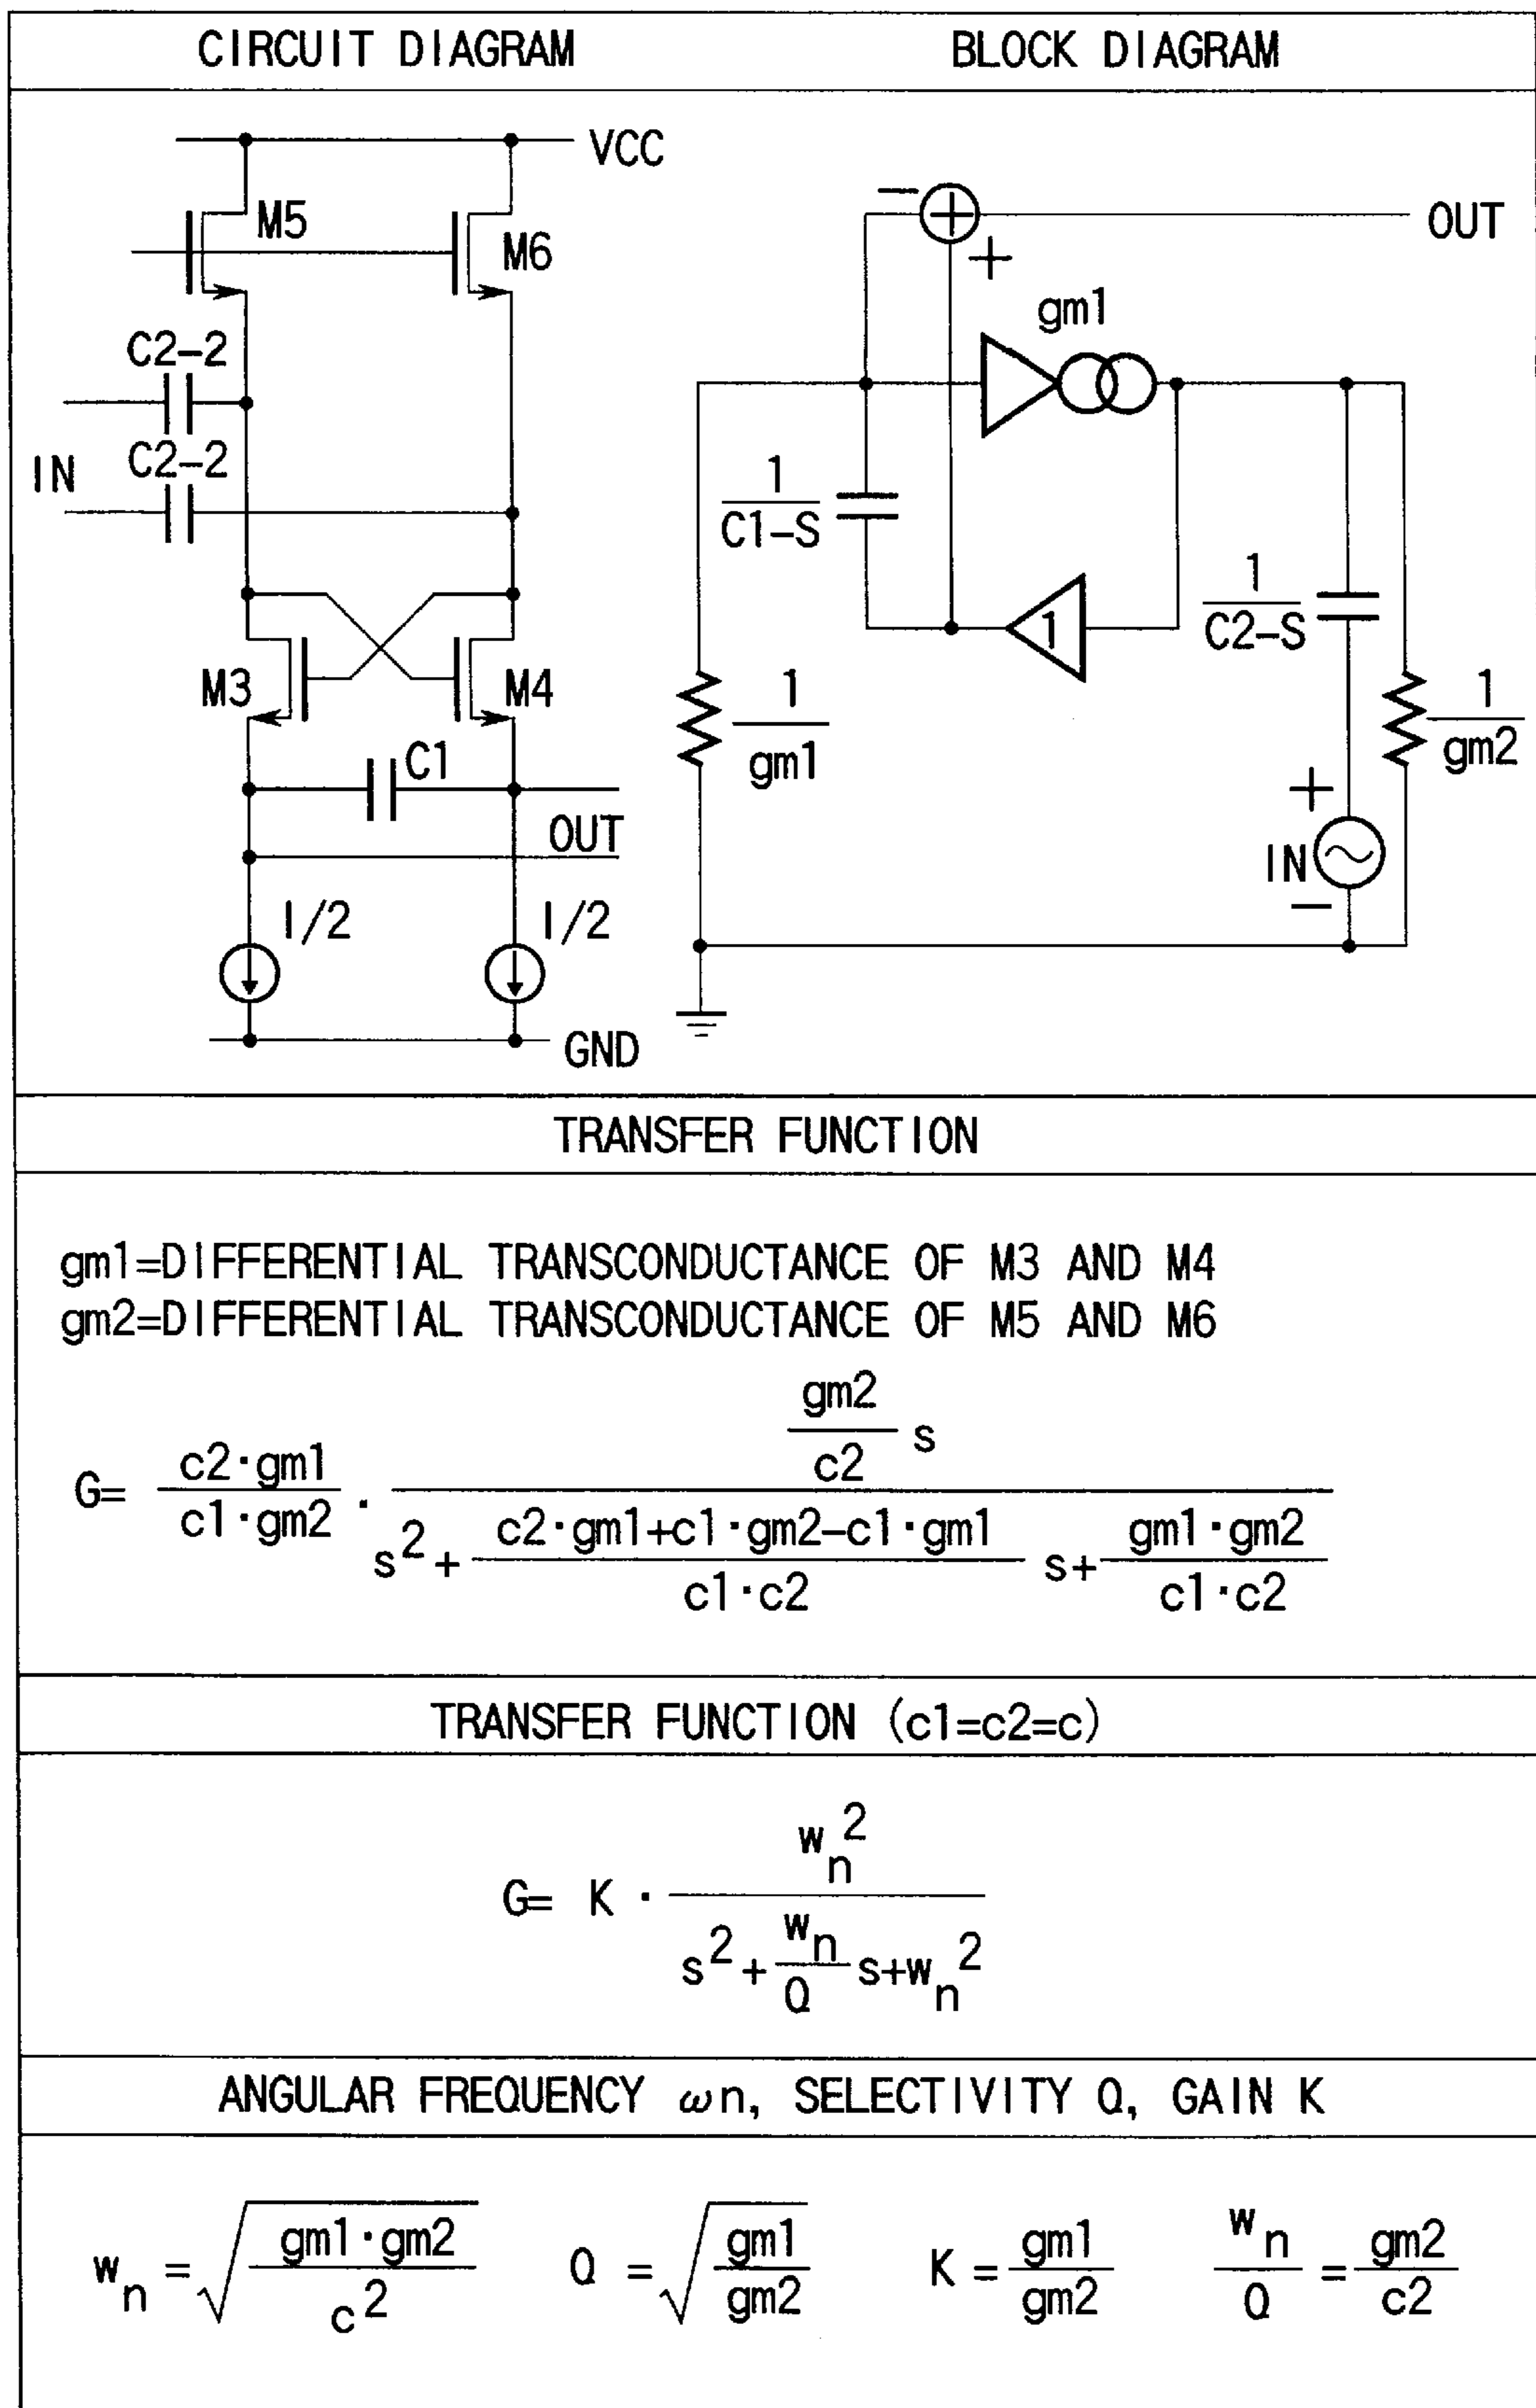 CIRCUIT DIAGRAM
BLOCK DIAGRAM
VCC
M5
M6
C2-2
C2-2
IN
M3
M4
C1
OUT
I/2
I/2
GND
−
+
OUT
gm1
1
C1-S
1
1
C2-S
1
gm1
1
gm2
+
IN
−
TRANSFER FUNCTION
gm1=DIFFERENTIAL TRANSCONDUCTANCE OF M3 AND M4
gm2=DIFFERENTIAL TRANSCONDUCTANCE OF M5 AND M6
G= c2·gm1/c1·gm2 · (gm2/c2 s)/(s² + (c2·gm1+c1·gm2−c1·gm1)/(c1·c2) s + (gm1·gm2)/(c1·c2))
TRANSFER FUNCTION (c1=c2=c)
G= K · wn²/(s² + wn/Q s+wn²)
ANGULAR FREQUENCY ωn, SELECTIVITY Q, GAIN K
wn = √(gm1·gm2/c²) Q = √(gm1/gm2) K = gm1/gm2 wn/Q = gm2/c2